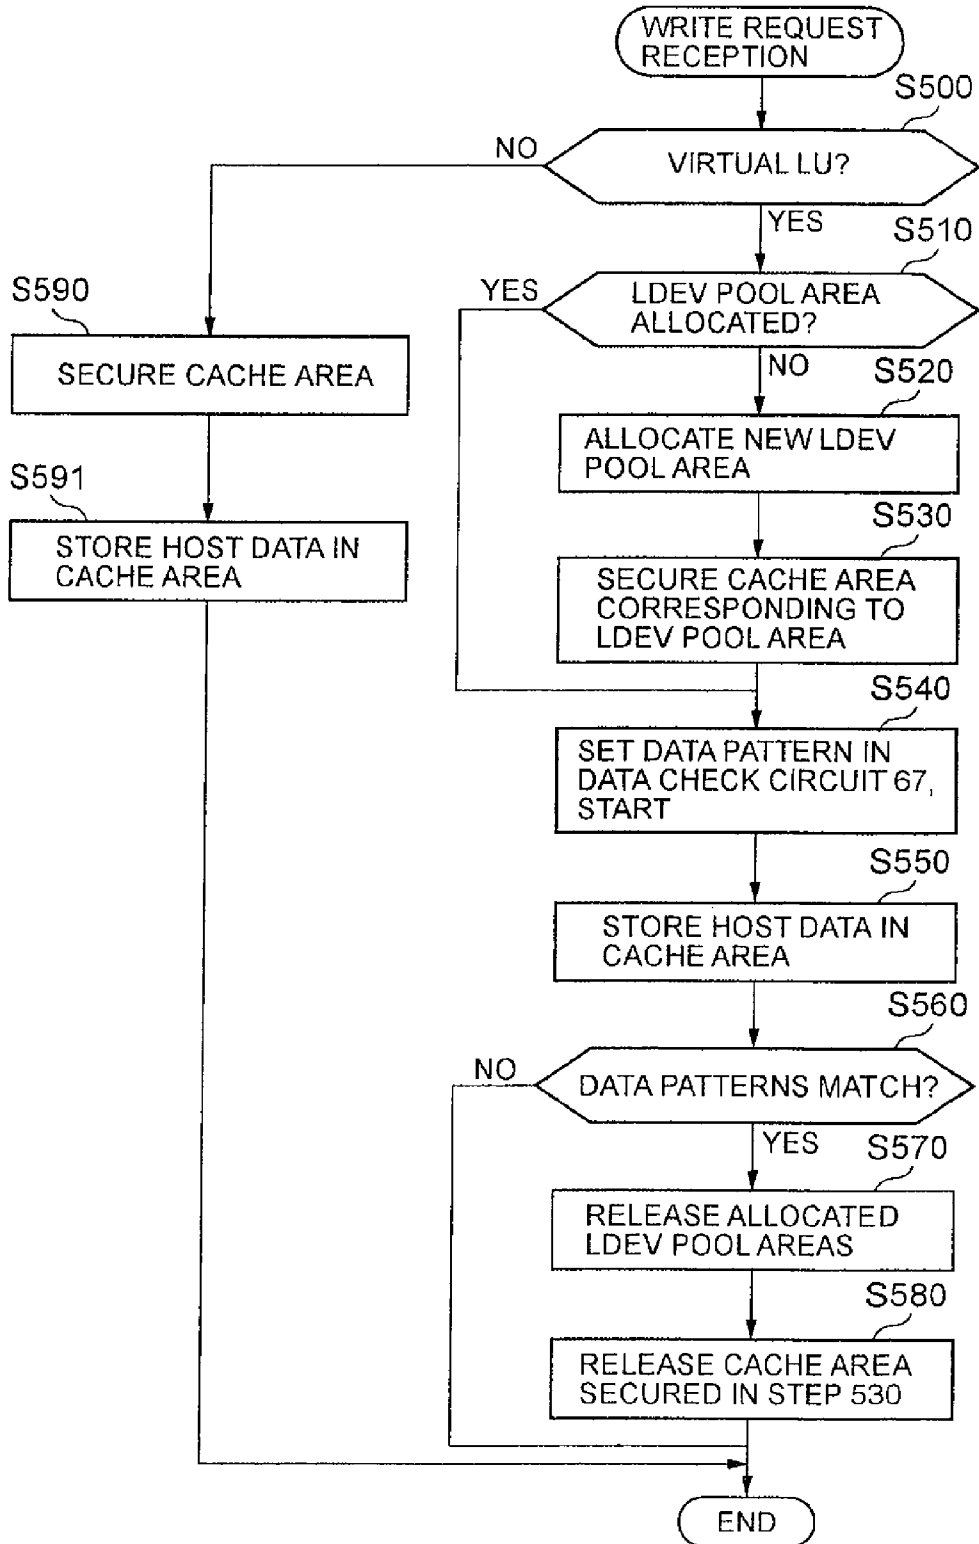 WRITE REQUEST
RECEPTION
S500
NO
VIRTUAL LU?
YES
S510
YES
LDEV POOL AREA
ALLOCATED?
S590
NO
SECURE CACHE AREA
S520
ALLOCATE NEW LDEV
POOL AREA
S591
S530
STORE HOST DATA IN
CACHE AREA
SECURE CACHE AREA
CORRESPONDING TO
LDEV POOL AREA
S540
SET DATA PATTERN IN
DATA CHECK CIRCUIT 67,
START
S550
STORE HOST DATA IN
CACHE AREA
S560
NO
DATA PATTERNS MATCH?
YES
S570
RELEASE ALLOCATED
LDEV POOL AREAS
S580
RELEASE CACHE AREA
SECURED IN STEP 530
END